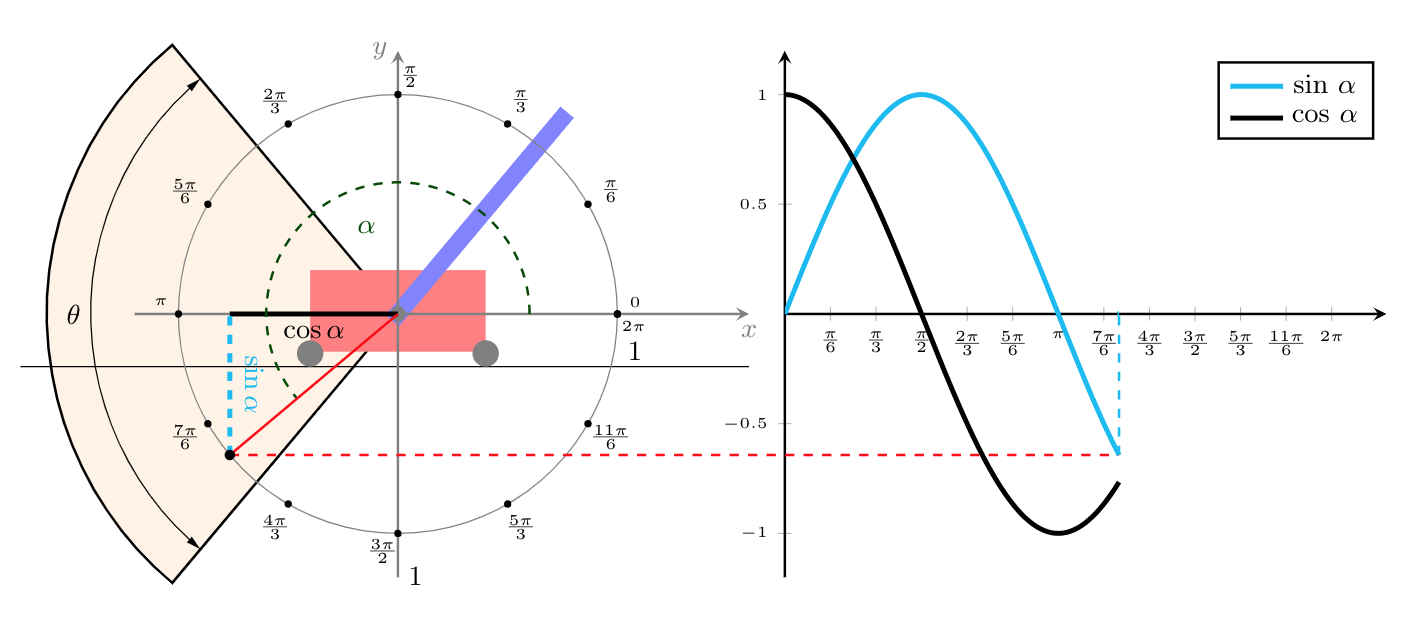 y
π/2
2π/3
π/3
5π/6
π/6
α
π
0
2π
x
1
θ
cos α
sin α
7π/6
11π/6
4π/3
5π/3
3π/2
1
sin α
cos α
1
0.5
−0.5
−1
π/6 π/3 π/2 2π/3 5π/6 π 7π/6 4π/3 3π/2 5π/3 11π/6 2π